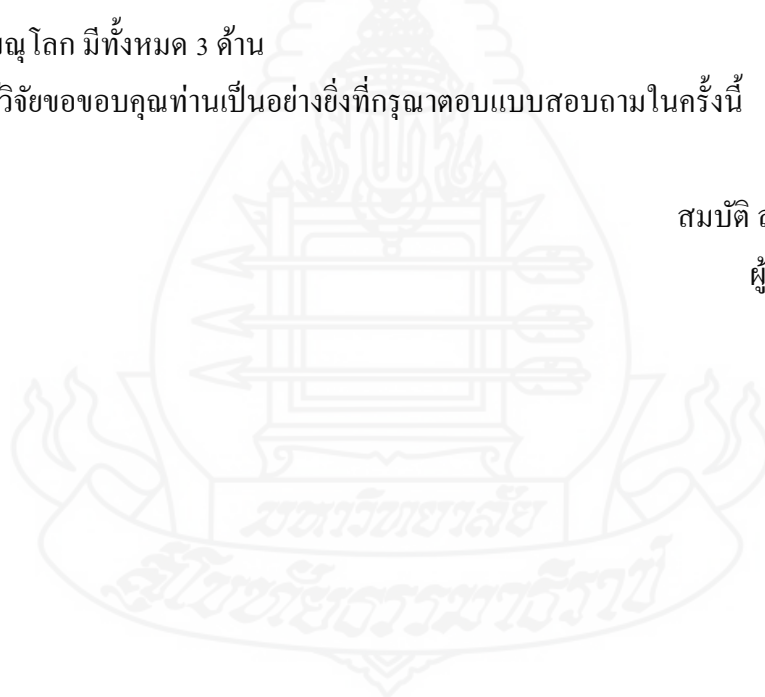 ณุโลก มีทั้งหมด 3 ด้าน
วิจัยขอขอบคุณท่านเป็นอย่างยิ่งที่กรุณาตอบแบบสอบถามในครั้งนี้
สมบัติ
ผู้
มหาวิทยาลัย
สุโขทัยธรรมาธิราช